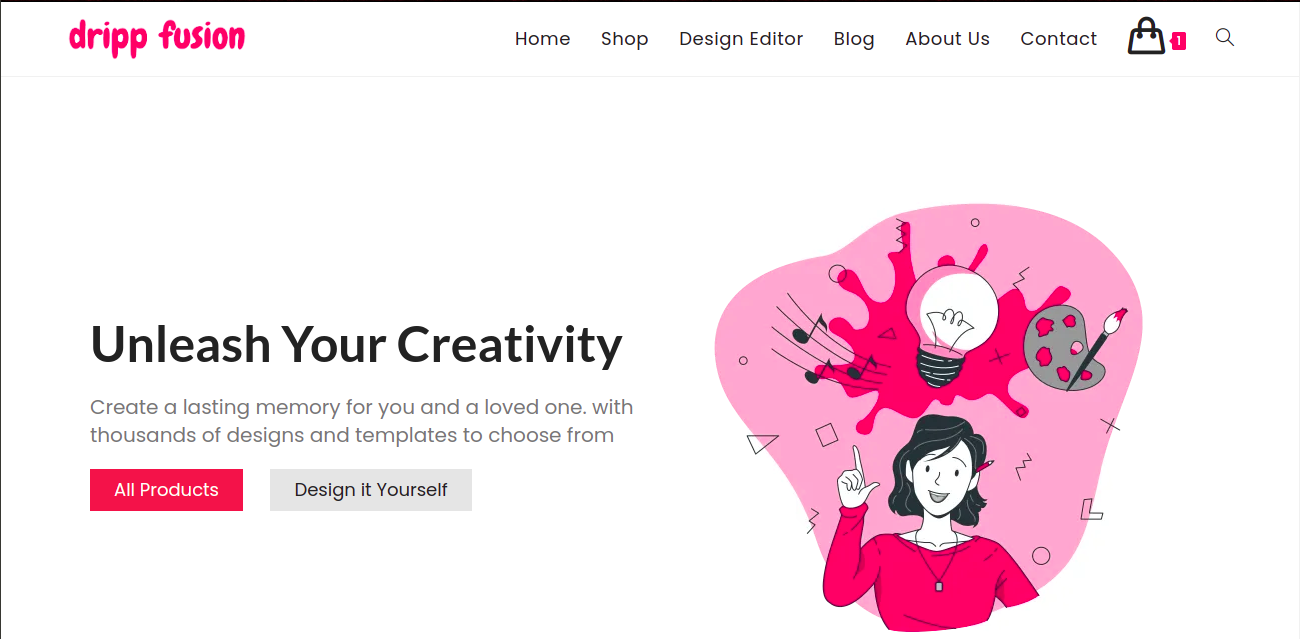 dripp fusion
Home Shop Design Editor Blog About Us Contact 1
Unleash Your Creativity
Create a lasting memory for you and a loved one. with
thousands of designs and templates to choose from
All Products Design it Yourself